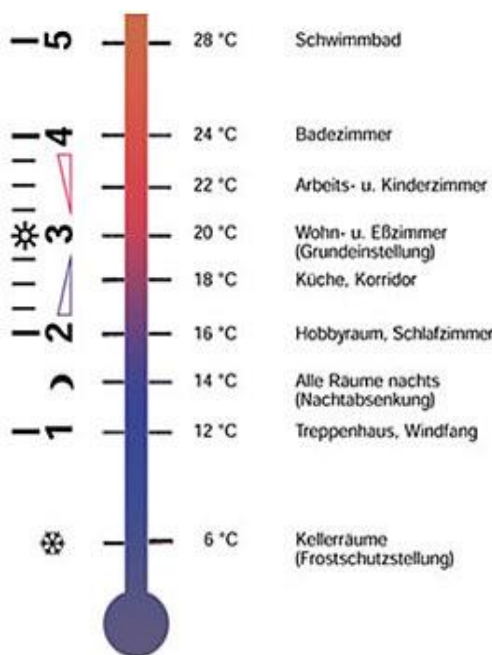 5 28 °C Schwimmbad
4 24 °C Badezimmer
22 °C Arbeits- u. Kinderzimmer
3 20 °C Wohn- u. Eßzimmer
(Grundeinstellung)
18 °C Küche, Korridor
2 16 °C Hobbyraum, Schlafzimmer
14 °C Alle Räume nachts
(Nachtabsenkung)
1 12 °C Treppenhaus, Windfang
6 °C Kellerräume
(Frostschutzstellung)